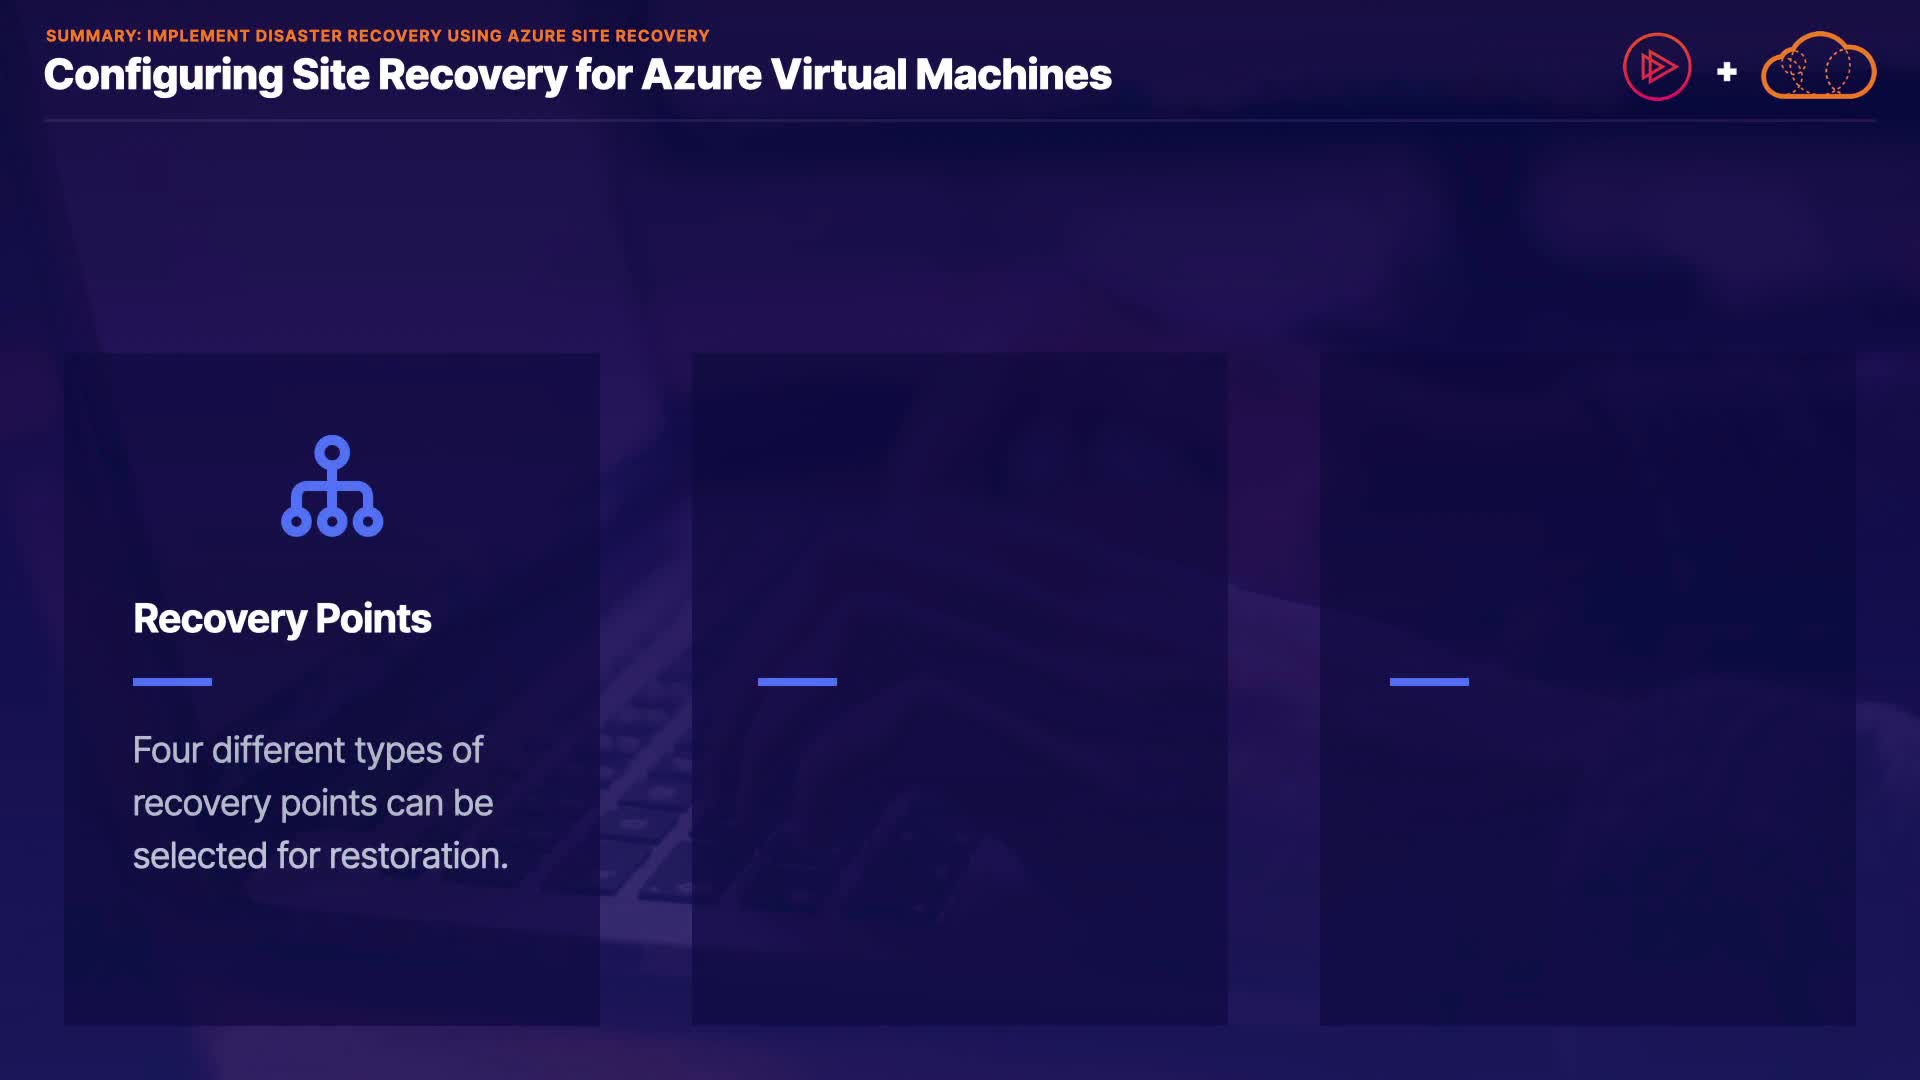 SUMMARY: IMPLEMENT DISASTER RECOVERY USING AZURE SITE RECOVERY
Configuring Site Recovery for Azure Virtual Machines
Recovery Points
Four different types of
recovery points can be
selected for restoration.